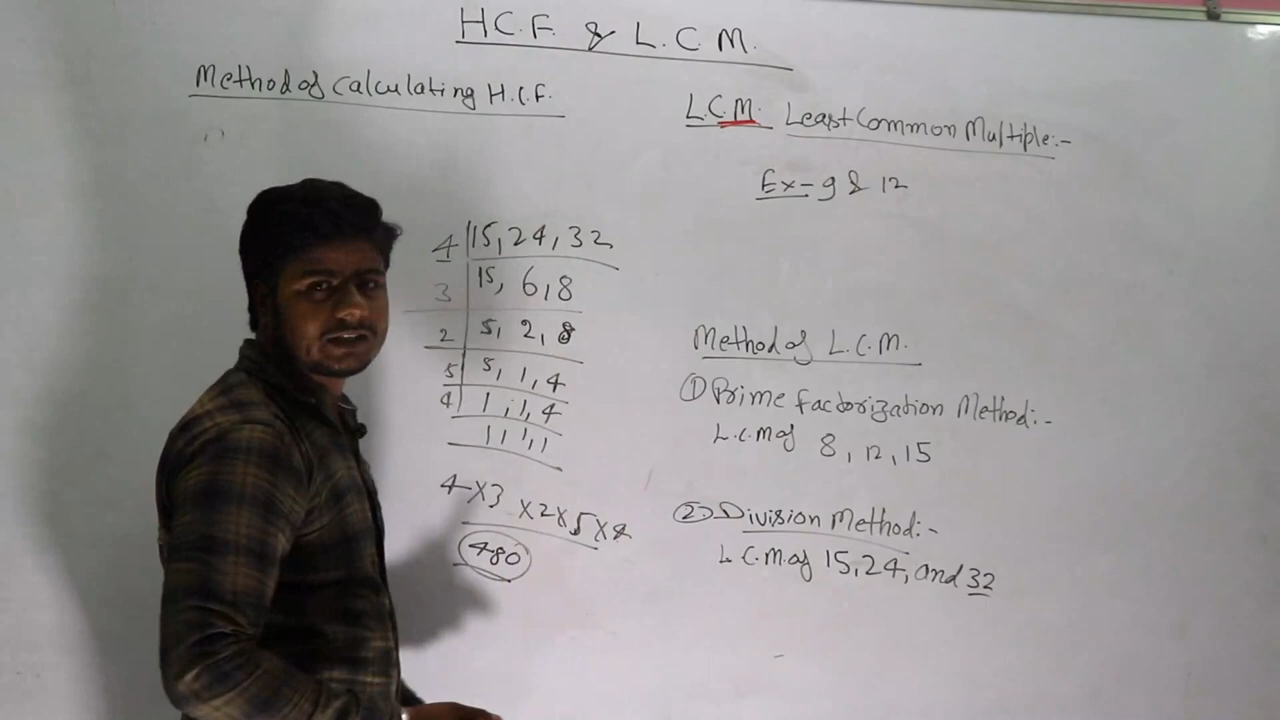 H.C.F. & L.C.M.
Method of Calculating H.C.F.
4 | 15, 24, 32
3 | 15, 6, 8
2 | 5, 2, 8
5 | 5, 1, 4
4 | 1, 1, 4
1, 1, 1
4 × 3 × 2 × 5 × 4
480
L.C.M. Least Common Multiple:-
Ex- 9 & 12
Method of L.C.M.
① Prime factorization Method:-
L.C.M of 8, 12, 15
② Division Method:-
L.C.M. of 15, 24, and 32